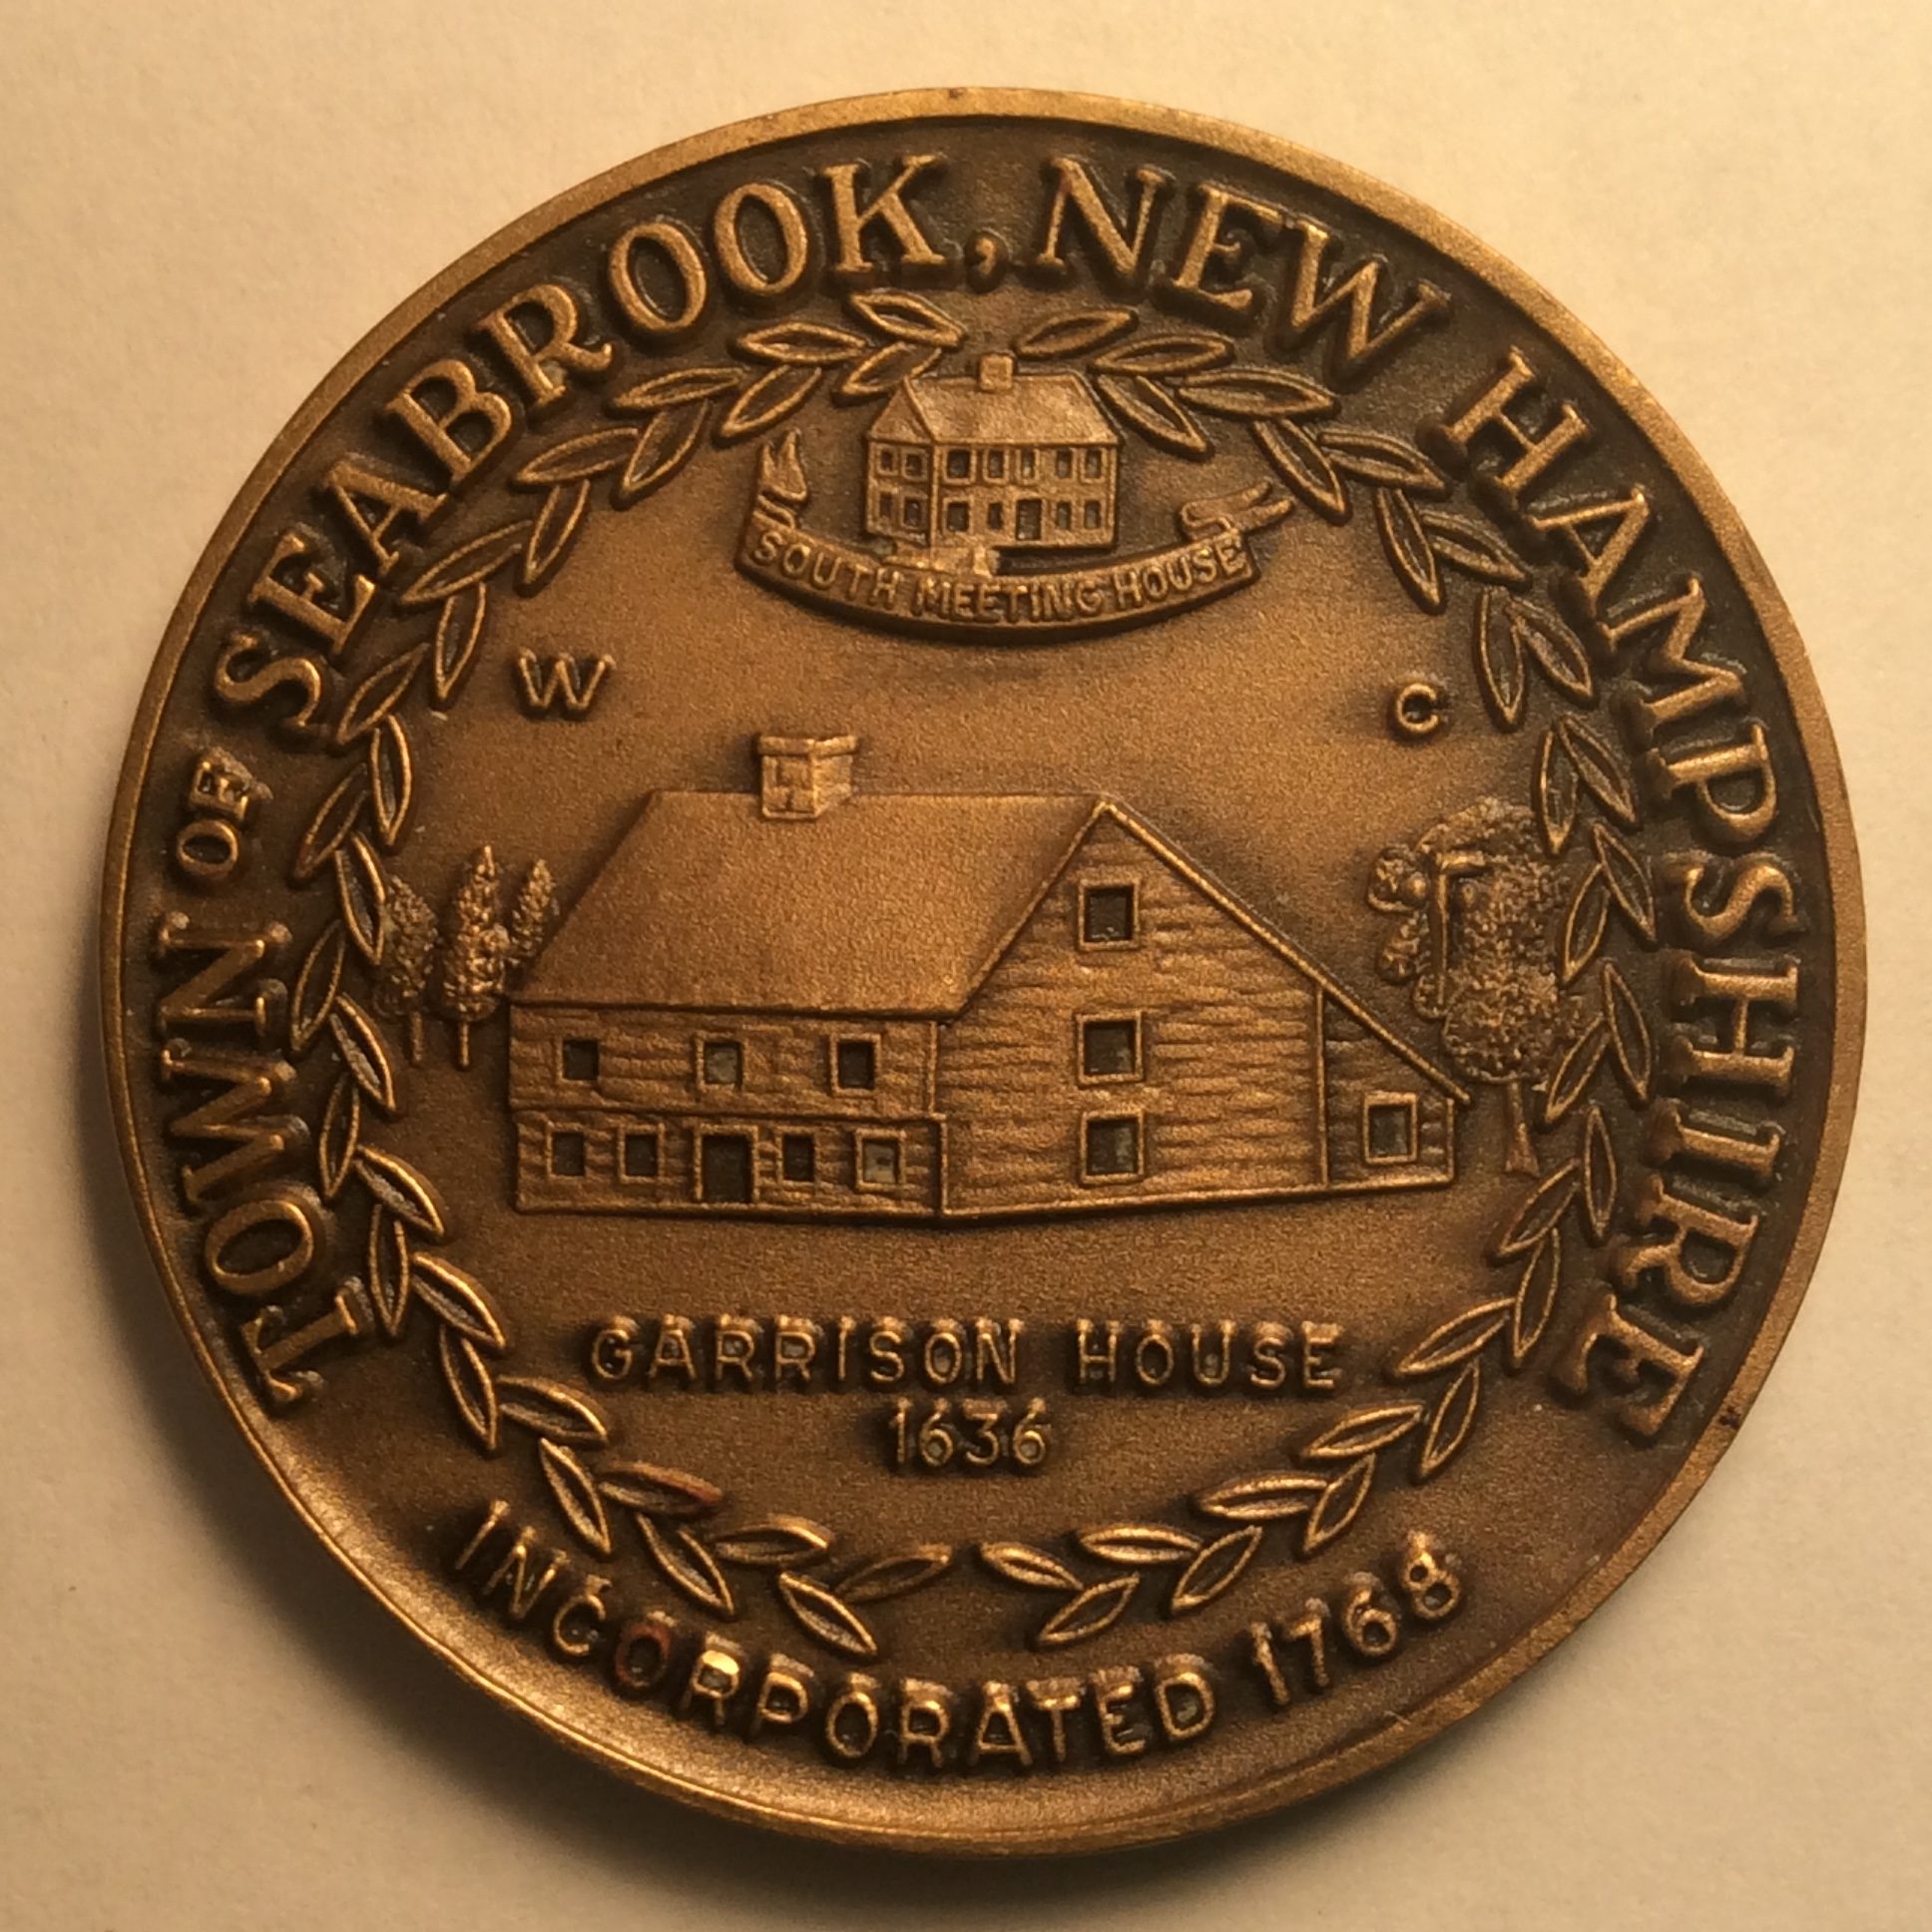 TOWN OF SEABROOK, NEW HAMPSHIRE
SOUTH MEETING HOUSE
W C
GARRISON HOUSE
1636
INCORPORATED 1768